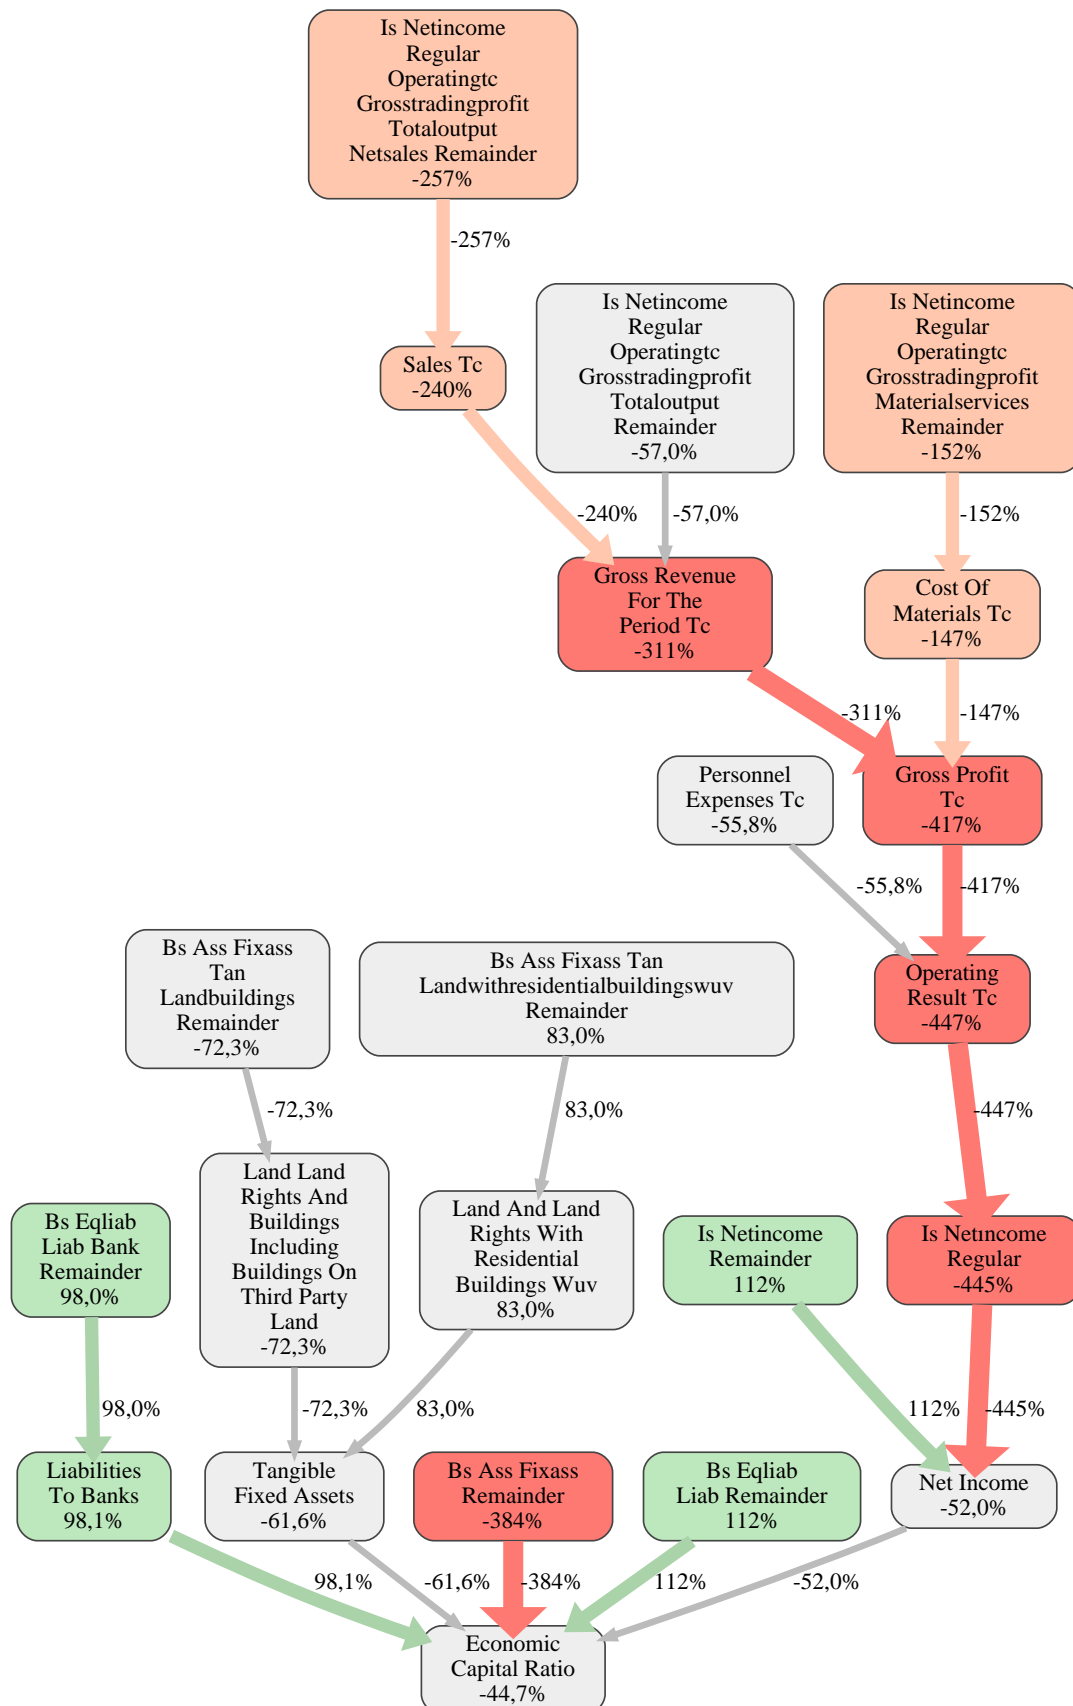 Is Netincome
Regular
Operatingtc
Grosstradingprofit
Totaloutput
Netsales Remainder
-257%
-257%
Sales Tc
-240%
Is Netincome
Regular
Operatingtc
Grosstradingprofit
Totaloutput
Remainder
-57,0%
Is Netincome
Regular
Operatingtc
Grosstradingprofit
Materialservices
Remainder
-152%
-240%
-57,0%
-152%
Gross Revenue
For The
Period Tc
-311%
Cost Of
Materials Tc
-147%
-311%
-147%
Personnel
Expenses Tc
-55,8%
Gross Profit
Tc
-417%
-55,8%
-417%
Bs Ass Fixass
Tan
Landbuildings
Remainder
-72,3%
Bs Ass Fixass Tan
Landwithresidentialbuildingswuv
Remainder
83,0%
Operating
Result Tc
-447%
-72,3%
83,0%
-447%
Bs Eqliab
Liab Bank
Remainder
98,0%
Land Land
Rights And
Buildings
Including
Buildings On
Third Party
Land
-72,3%
Land And Land
Rights With
Residential
Buildings Wuv
83,0%
Is Netincome
Remainder
112%
Is Netincome
Regular
-445%
98,0%
-72,3%
83,0%
112%
-445%
Liabilities
To Banks
98,1%
Tangible
Fixed Assets
-61,6%
Bs Ass Fixass
Remainder
-384%
Bs Eqliab
Liab Remainder
112%
Net Income
-52,0%
98,1%
-61,6%
-384%
112%
-52,0%
Economic
Capital Ratio
-44,7%